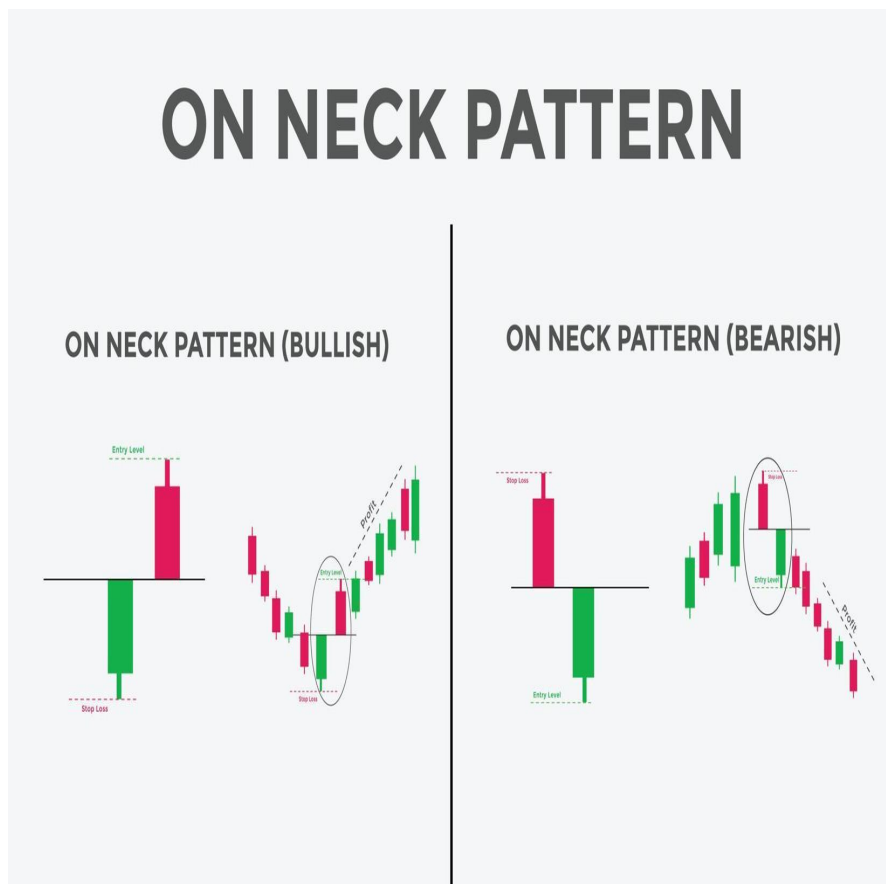 ON NECK PATTERN
ON NECK PATTERN (BULLISH)
Entry Level
Stop Loss
Profit
Entry Level
Stop Loss
ON NECK PATTERN (BEARISH)
Stop Loss
Entry Level
Stop Loss
Entry Level
Profit